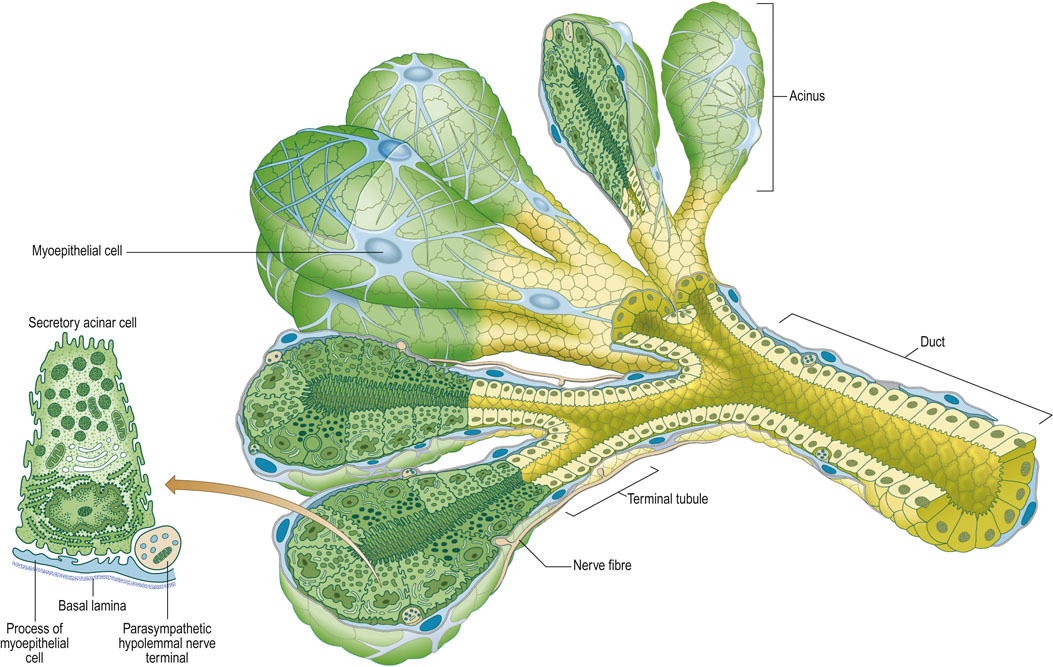 Acinus
Myoepithelial cell
Secretory acinar cell
Duct
Terminal tubule
Nerve fibre
Basal lamina
Process of
myoepithelial
cell
Parasympathetic
hypolemmal nerve
terminal